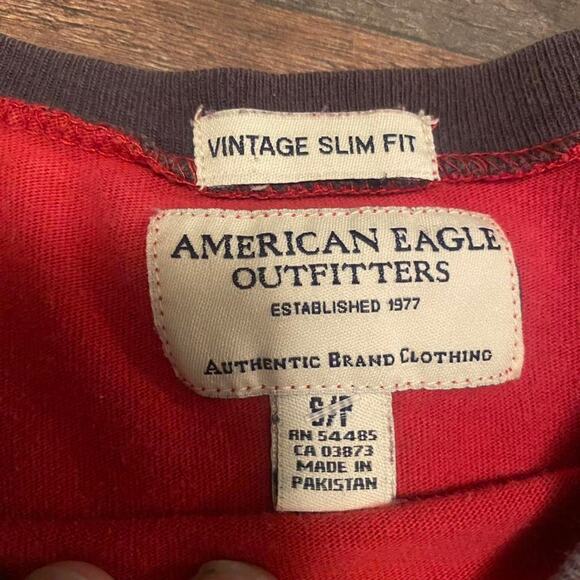 VINTAGE SLIM FIT
AMERICAN EAGLE
OUTFITTERS
ESTABLISHED 1977
AUTHENTIC BRAND CLOTHING
S/P
RN 54485
CA 03873
MADE IN
PAKISTAN